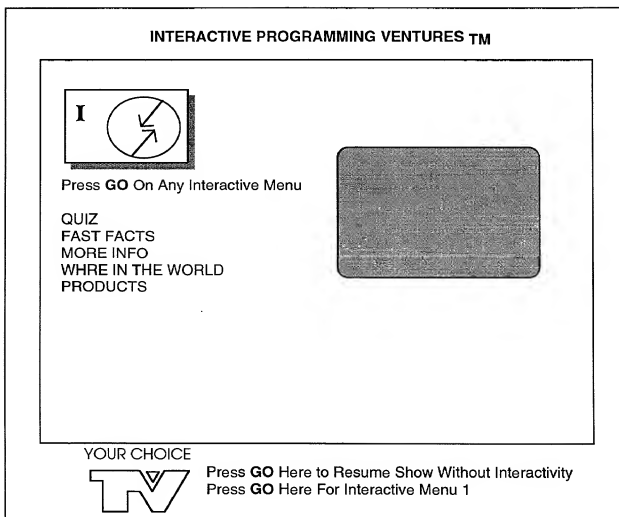 INTERACTIVE PROGRAMMING VENTURES TM
I
Press GO On Any Interactive Menu
QUIZ
FAST FACTS
MORE INFO
WHRE IN THE WORLD
PRODUCTS
YOUR CHOICE
TV
Press GO Here to Resume Show Without Interactivity
Press GO Here For Interactive Menu 1